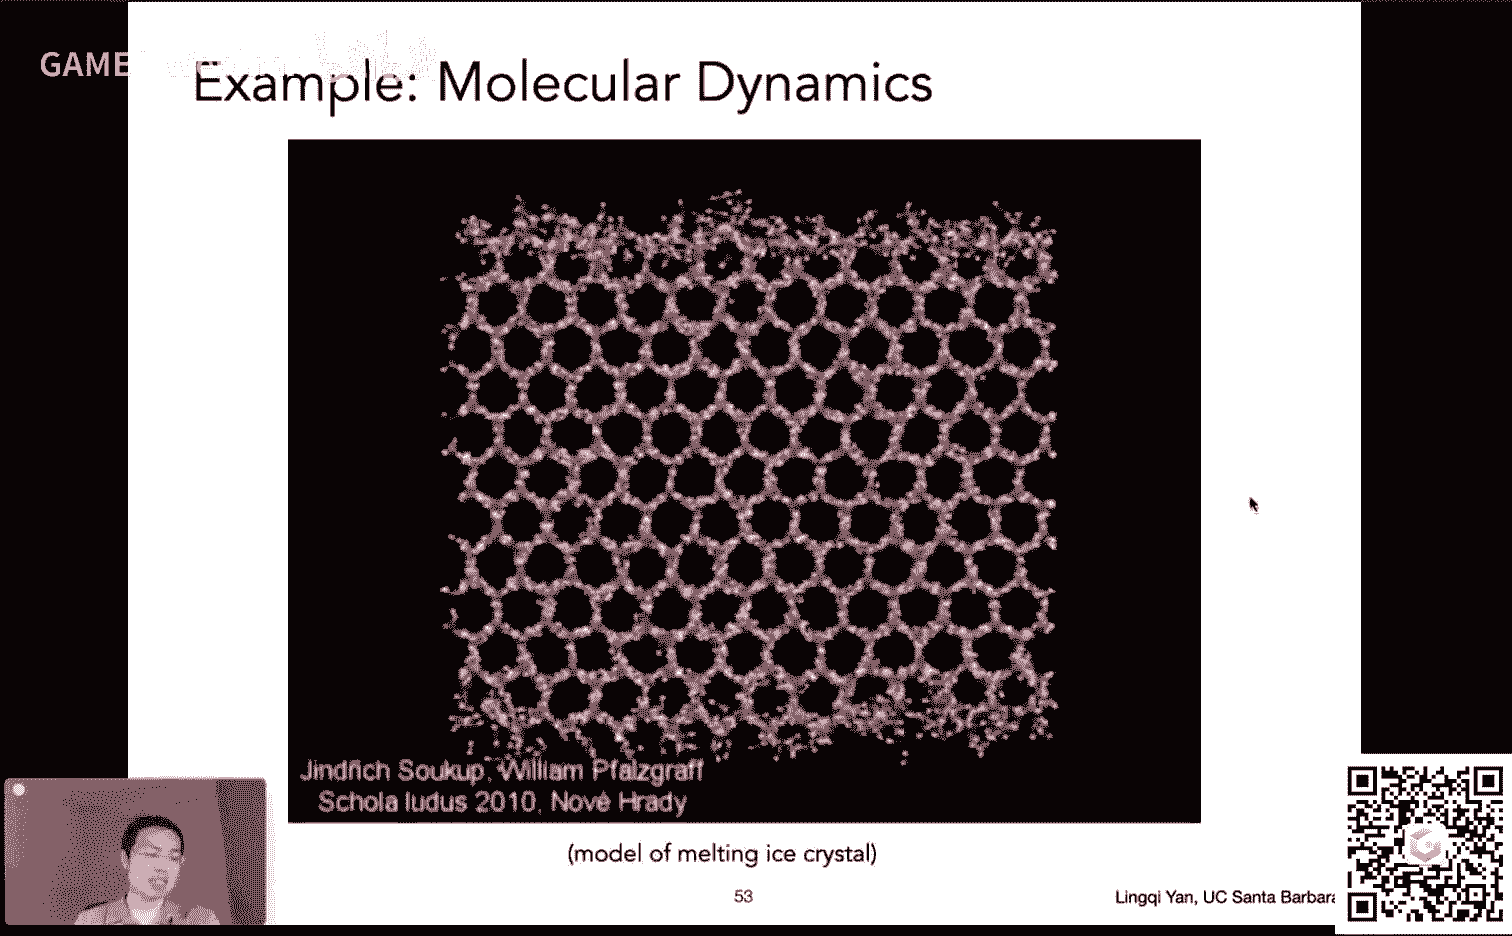 GAME
Example: Molecular Dynamics
Jindřich Soukup, William Pfalzgraff
Schola ludus 2010, Nové Hrady
(model of melting ice crystal)
53
Lingqi Yan, UC Santa Barbara